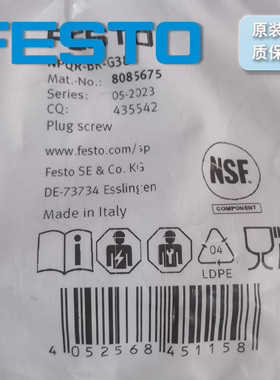 FESTO
原装
质保
NPQR-BK-G38
Mat.-No.: 8085675
Series: 05-2023
CQ: 435542
Plug screw
www.festo.com/sp
Festo SE & Co. KG
DE-73734 Esslingen
Made in Italy
NSF
COMPONENT
04
LDPE
4 052568 451158